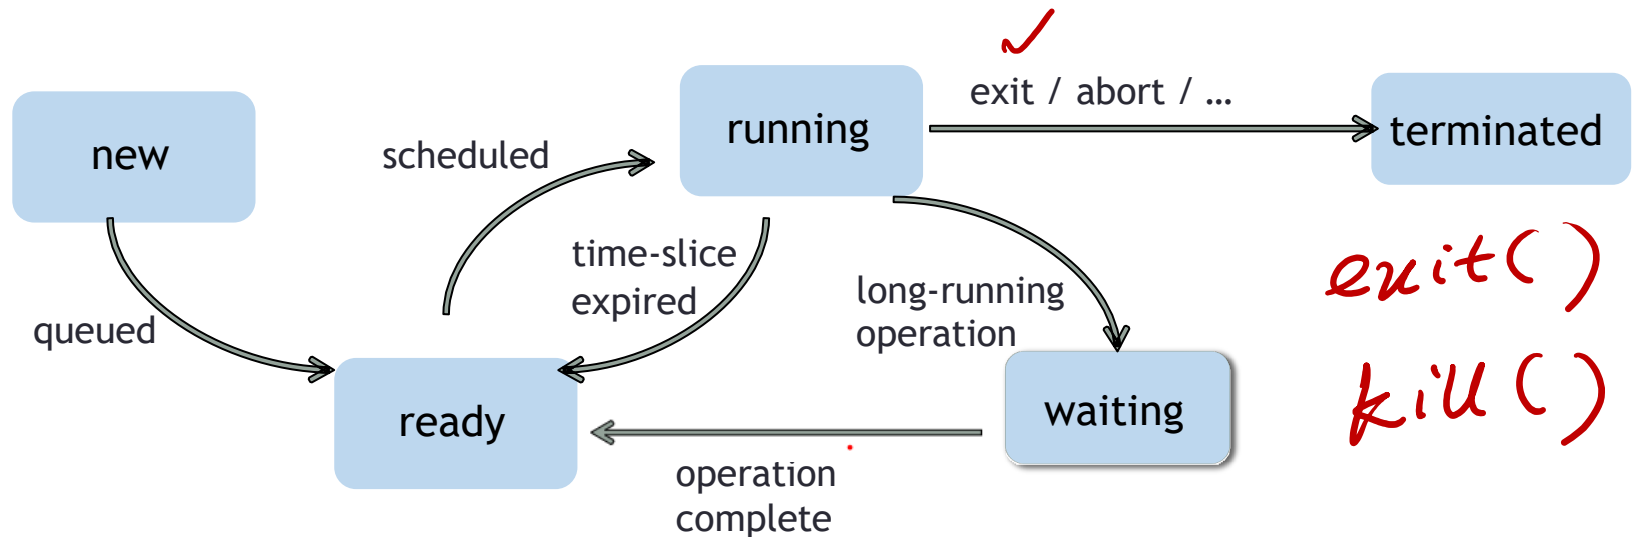 new
queued
scheduled
running
time-slice
expired
ready
exit / abort / ...
terminated
long-running
operation
waiting
operation
complete
exit()
kill()